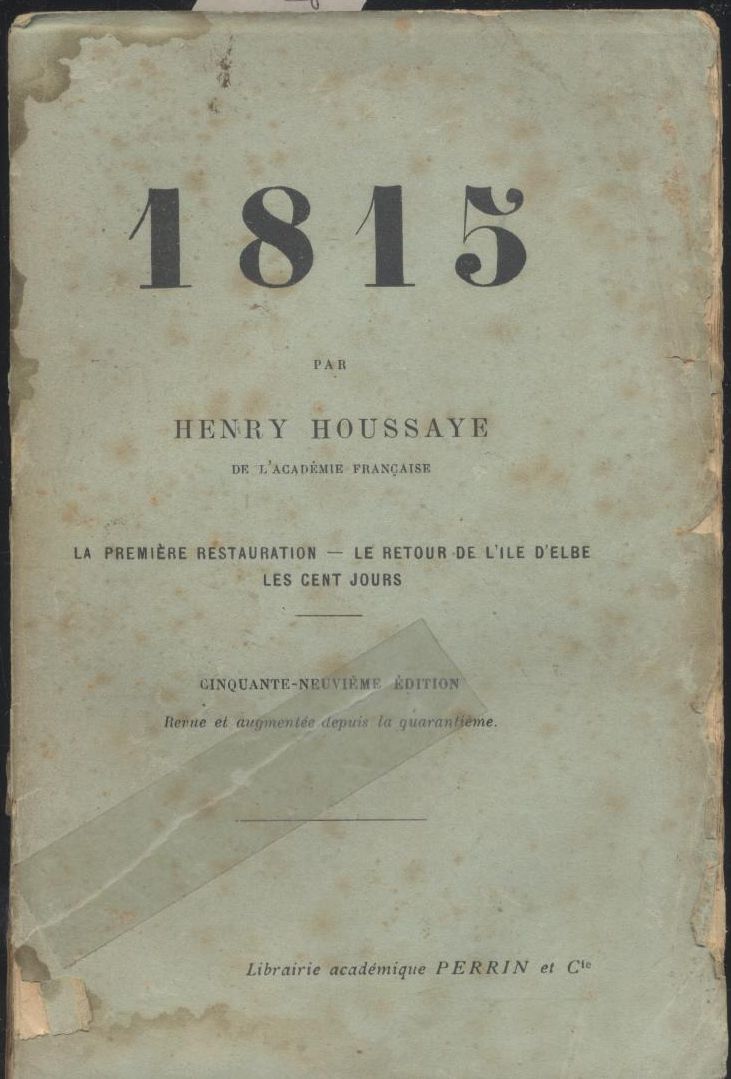 1815
PAR
HENRY HOUSSAYE
DE L'ACADÉMIE FRANÇAISE
LA PREMIÈRE RESTAURATION — LE RETOUR DE L'ILE D'ELBE
LES CENT JOURS
CINQUANTE-NEUVIÈME ÉDITION
Revue et augmentée depuis la quarantième.
Librairie académique PERRIN et Cie